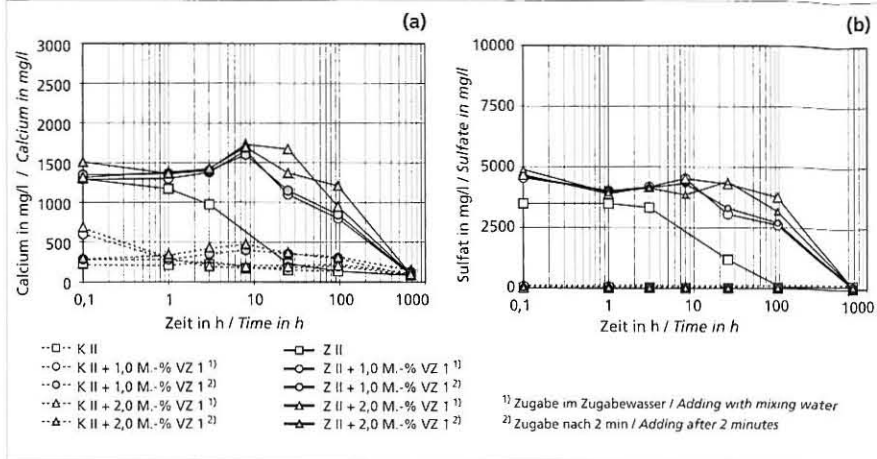 (a)
Calcium in mg/l / Calcium in mg/l
3000
2500
2000
1500
1000
500
0
0,1 1 10 100 1000
Zeit in h / Time in h
(b)
Sulfat in mg/l / Sulfate in mg/l
10000
7500
5000
2500
0
0,1 1 10 100 1000
Zeit in h / Time in h
K II
K II + 1,0 M.-% VZ 1 ¹⁾
K II + 1,0 M.-% VZ 1 ²⁾
K II + 2,0 M.-% VZ 1 ¹⁾
K II + 2,0 M.-% VZ 1 ²⁾
Z II
Z II + 1,0 M.-% VZ 1 ¹⁾
Z II + 1,0 M.-% VZ 1 ²⁾
Z II + 2,0 M.-% VZ 1 ¹⁾
Z II + 2,0 M.-% VZ 1 ²⁾
¹⁾ Zugabe im Zugabewasser / Adding with mixing water
²⁾ Zugabe nach 2 min / Adding after 2 minutes